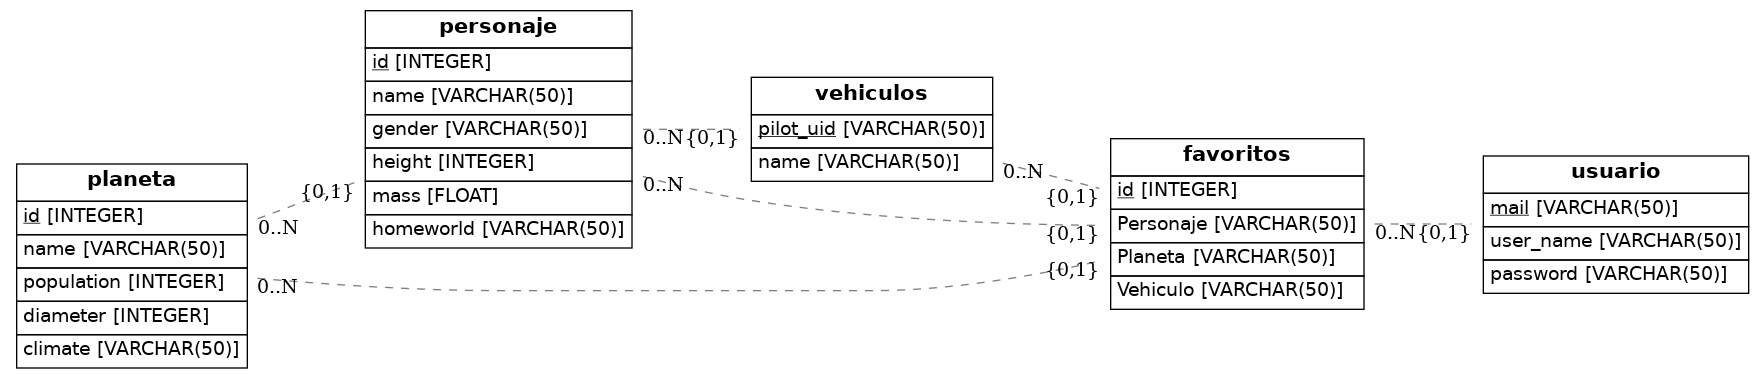 planeta
id [INTEGER]
name [VARCHAR(50)]
population [INTEGER]
diameter [INTEGER]
climate [VARCHAR(50)]
{0,1}
0..N
0..N
personaje
id [INTEGER]
name [VARCHAR(50)]
gender [VARCHAR(50)]
height [INTEGER]
mass [FLOAT]
homeworld [VARCHAR(50)]
0..N
{0,1}
0..N
vehiculos
pilot_uid [VARCHAR(50)]
name [VARCHAR(50)]
0..N
{0,1}
{0,1}
{0,1}
favoritos
id [INTEGER]
Personaje [VARCHAR(50)]
Planeta [VARCHAR(50)]
Vehiculo [VARCHAR(50)]
0..N
{0,1}
usuario
mail [VARCHAR(50)]
user_name [VARCHAR(50)]
password [VARCHAR(50)]